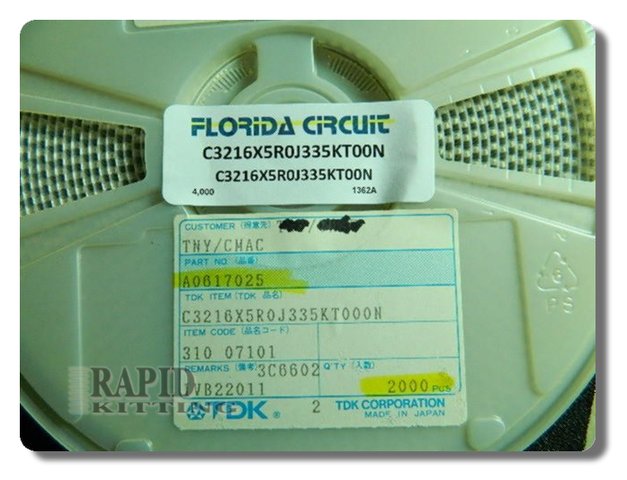 FLORIDA CIRCUIT
C3216X5R0J335KT00N
C3216X5R0J335KT00N
4,000 1362A
CUSTOMER (得意先)
TNY/CMAC
PART NO. (品番)
A0617025
TDK ITEM (TDK 品名)
C3216X5R0J335KT000N
ITEM CODE (品名コード)
310 07101
REMARKS (備考) 3C6602 Q'TY (入数)
IVB22011 2000 PCS
TDK ® 2 TDK CORPORATION
MADE IN JAPAN
RAPID
KITTING
PS